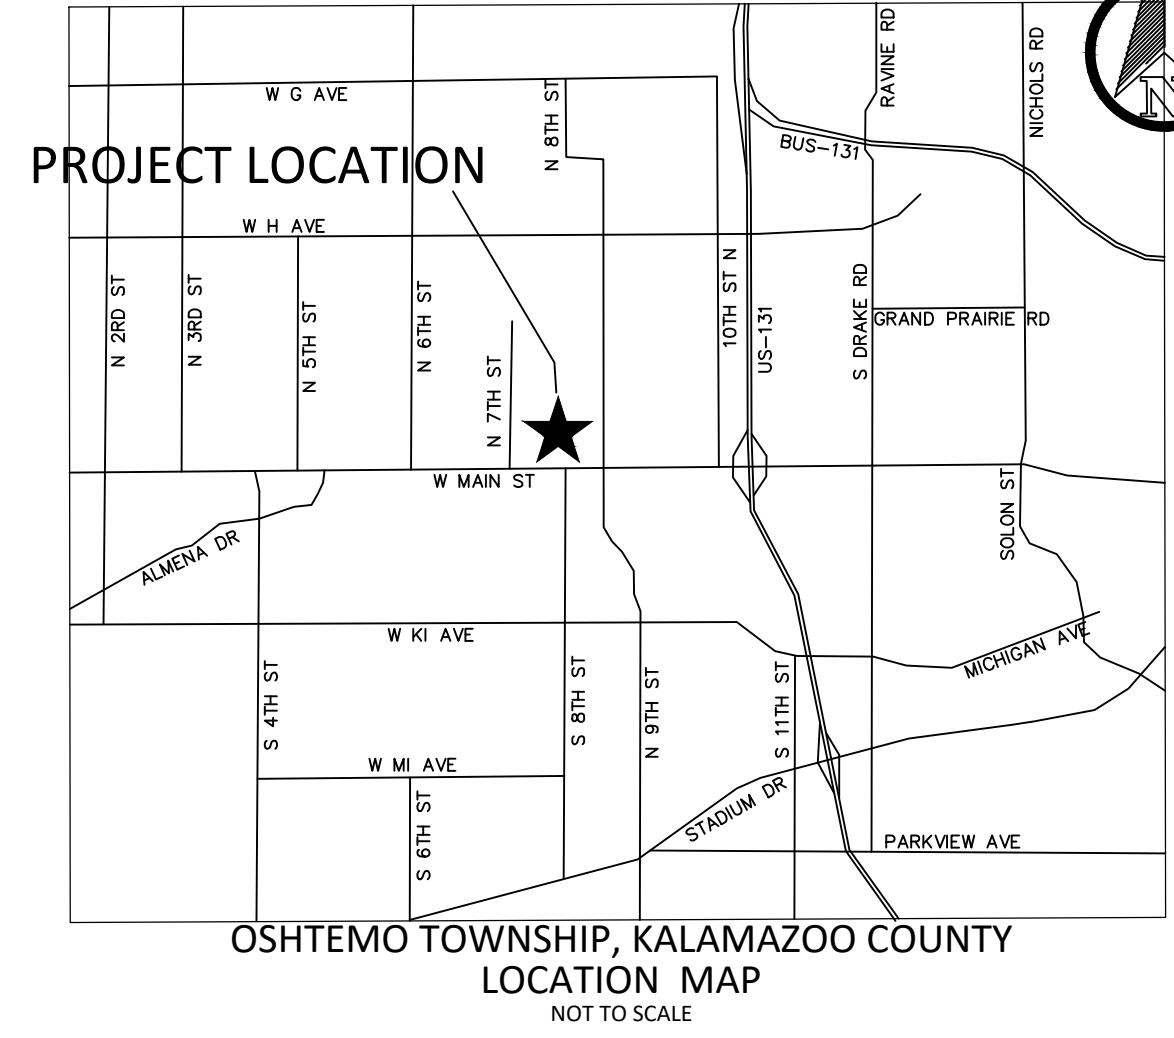 W G AVE
N 8TH ST
RAVINE RD
NICHOLS RD
N
BUS-131
PROJECT LOCATION
W H AVE
N 2RD ST
N 3RD ST
N 5TH ST
N 6TH ST
N 7TH ST
10TH ST N
US-131
S DRAKE RD
GRAND PRAIRIE RD
W MAIN ST
SOLON ST
ALMENA DR
W KI AVE
MICHIGAN AVE
S 4TH ST
S 8TH ST
N 9TH ST
S 11TH ST
W MI AVE
S 6TH ST
STADIUM DR
PARKVIEW AVE
OSHTEMO TOWNSHIP, KALAMAZOO COUNTY
LOCATION MAP
NOT TO SCALE